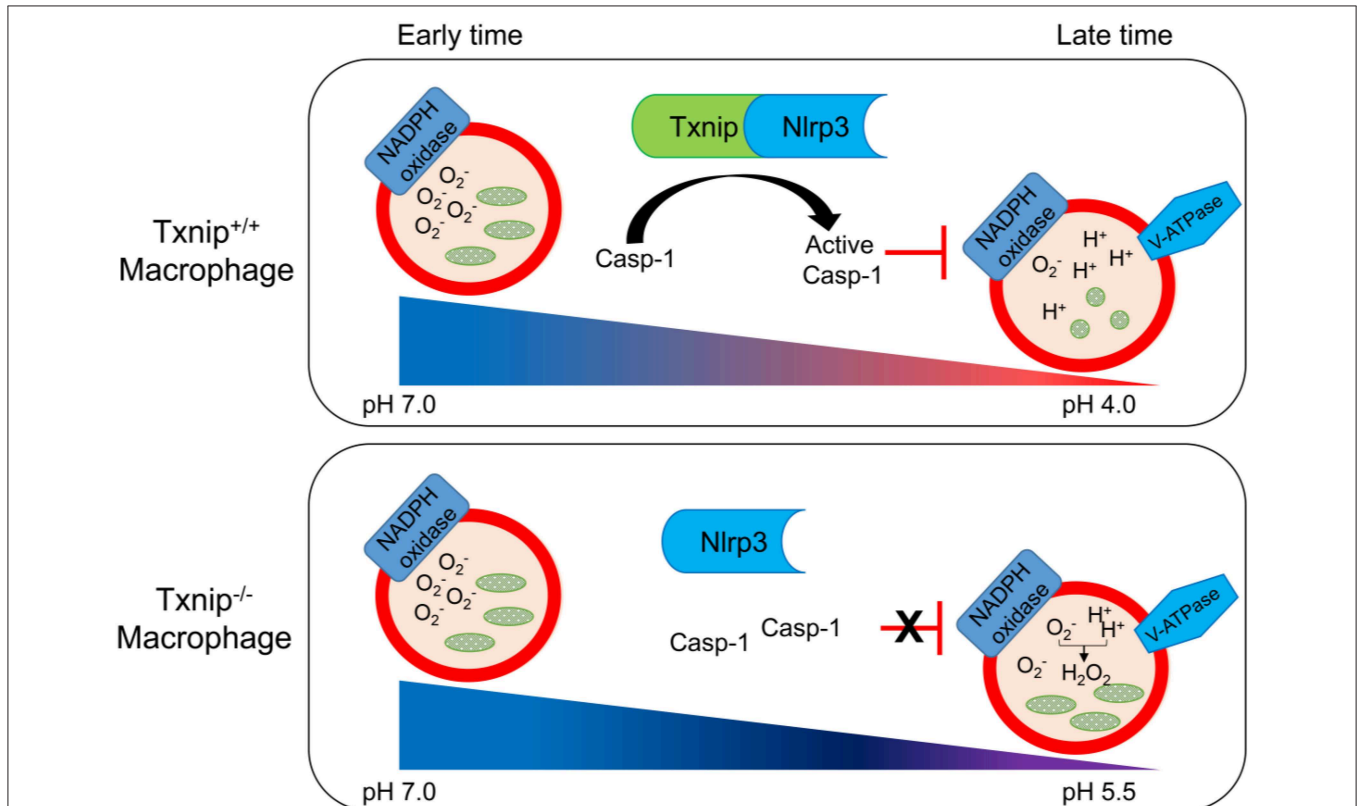 Early time
Late time
Txnip+/+
Macrophage
NADPH
oxidase
O2-
O2- O2-
O2-
Txnip
Nlrp3
Casp-1
Active
Casp-1
NADPH
oxidase
V-ATPase
H+
O2- H+ H+
H+
pH 7.0
pH 4.0
Txnip-/-
Macrophage
NADPH
oxidase
O2-
O2- O2-
O2-
Nlrp3
Casp-1
Casp-1
X
NADPH
oxidase
V-ATPase
H+
O2- H+
O2- H2O2
pH 7.0
pH 5.5